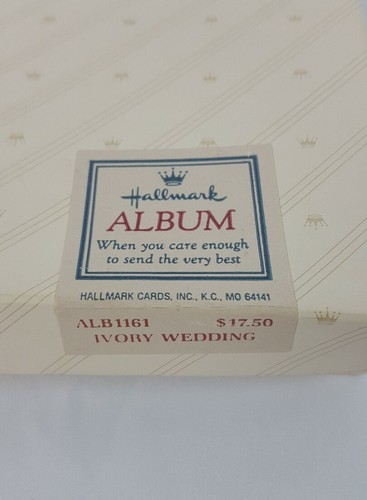 Hallmark
ALBUM
When you care enough
to send the very best
HALLMARK CARDS, INC., K.C., MO 64141
ALB1161 $17.50
IVORY WEDDING